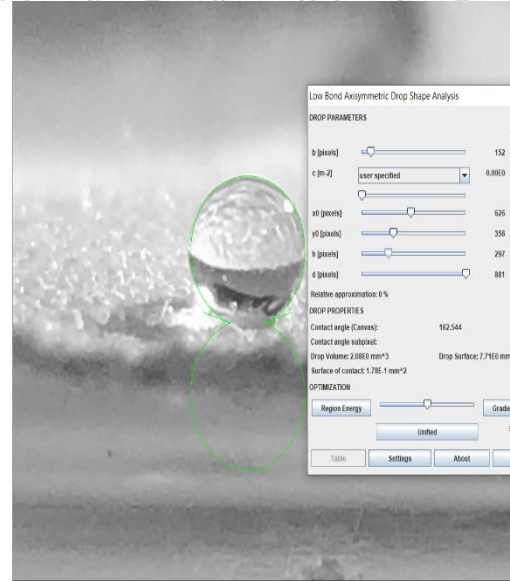 Low Bond Axisymmetric Drop Shape Analysis
DROP PARAMETERS
b [pixels] 152
c [m-2] user specified 0.00E0
x0 [pixels] 626
y0 [pixels] 356
h [pixels] 297
d [pixels] 881
Relative approximation: 0 %
DROP PROPERTIES
Contact angle (Canvas): 162.544
Contact angle subpixel:
Drop Volume: 2.08E0 mm^3 Drop Surface: 7.71E0 mm
Surface of contact: 1.78E-1 mm^2
OPTIMIZATION
Region Energy Gradie
Unified
Table Settings About